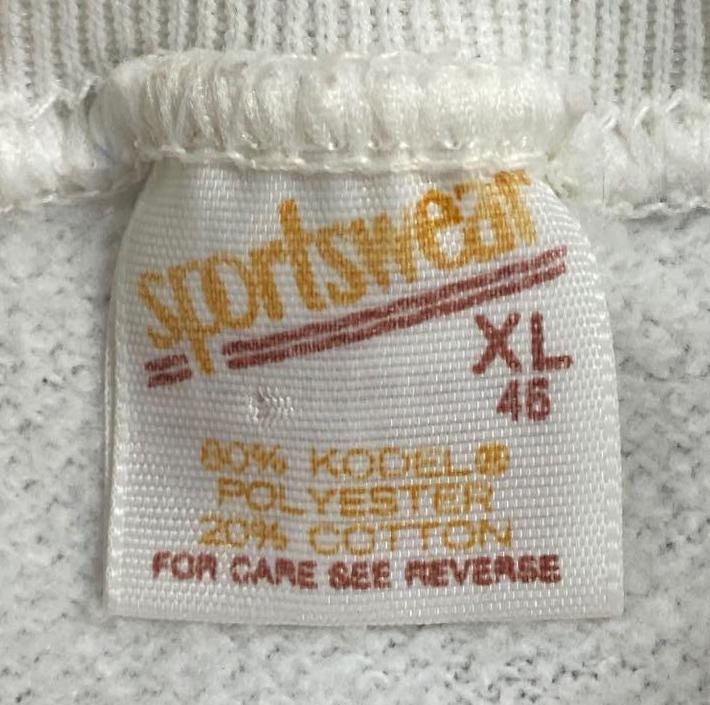 sportswear
XL
46
80% KODEL®
POLYESTER
20% COTTON
FOR CARE SEE REVERSE